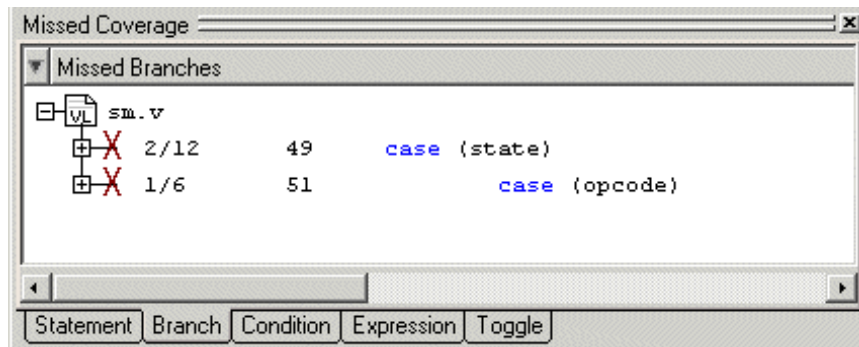 Missed Coverage
Missed Branches
VL sm.v
2/12 49 case (state)
1/6 51 case (opcode)
Statement Branch Condition Expression Toggle